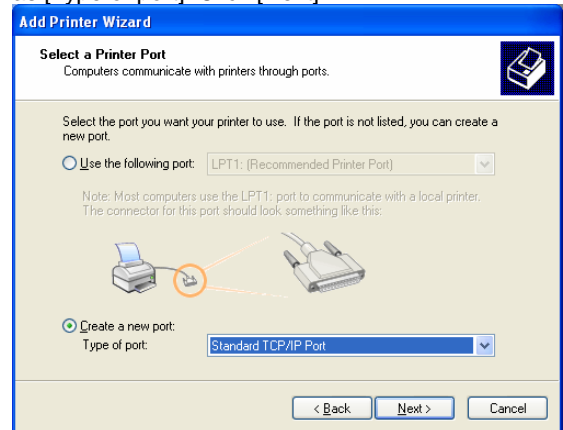 Add Printer Wizard
Select a Printer Port
Computers communicate with printers through ports.
Select the port you want your printer to use. If the port is not listed, you can create a
new port.
Use the following port: LPT1: (Recommended Printer Port)
Note: Most computers use the LPT1: port to communicate with a local printer.
The connector for this port should look something like this:
Create a new port:
Type of port: Standard TCP/IP Port
< Back Next > Cancel